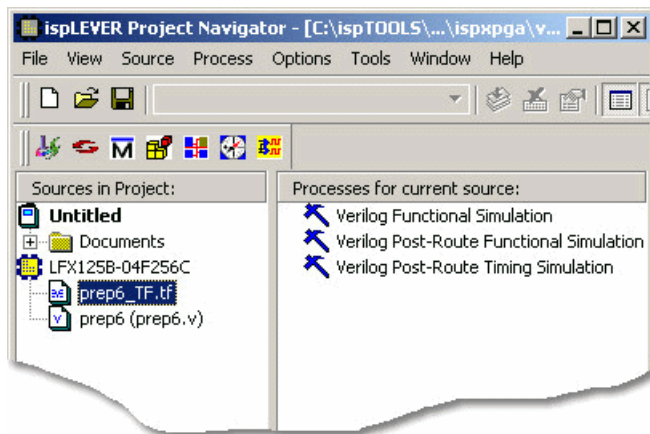 ispLEVER Project Navigator - [C:\ispTOOLS\...\ispxpga\v...
File View Source Process Options Tools Window Help
Sources in Project:
Processes for current source:
Untitled
Documents
LFX125B-04F256C
prep6_TF.tf
prep6 (prep6.v)
Verilog Functional Simulation
Verilog Post-Route Functional Simulation
Verilog Post-Route Timing Simulation